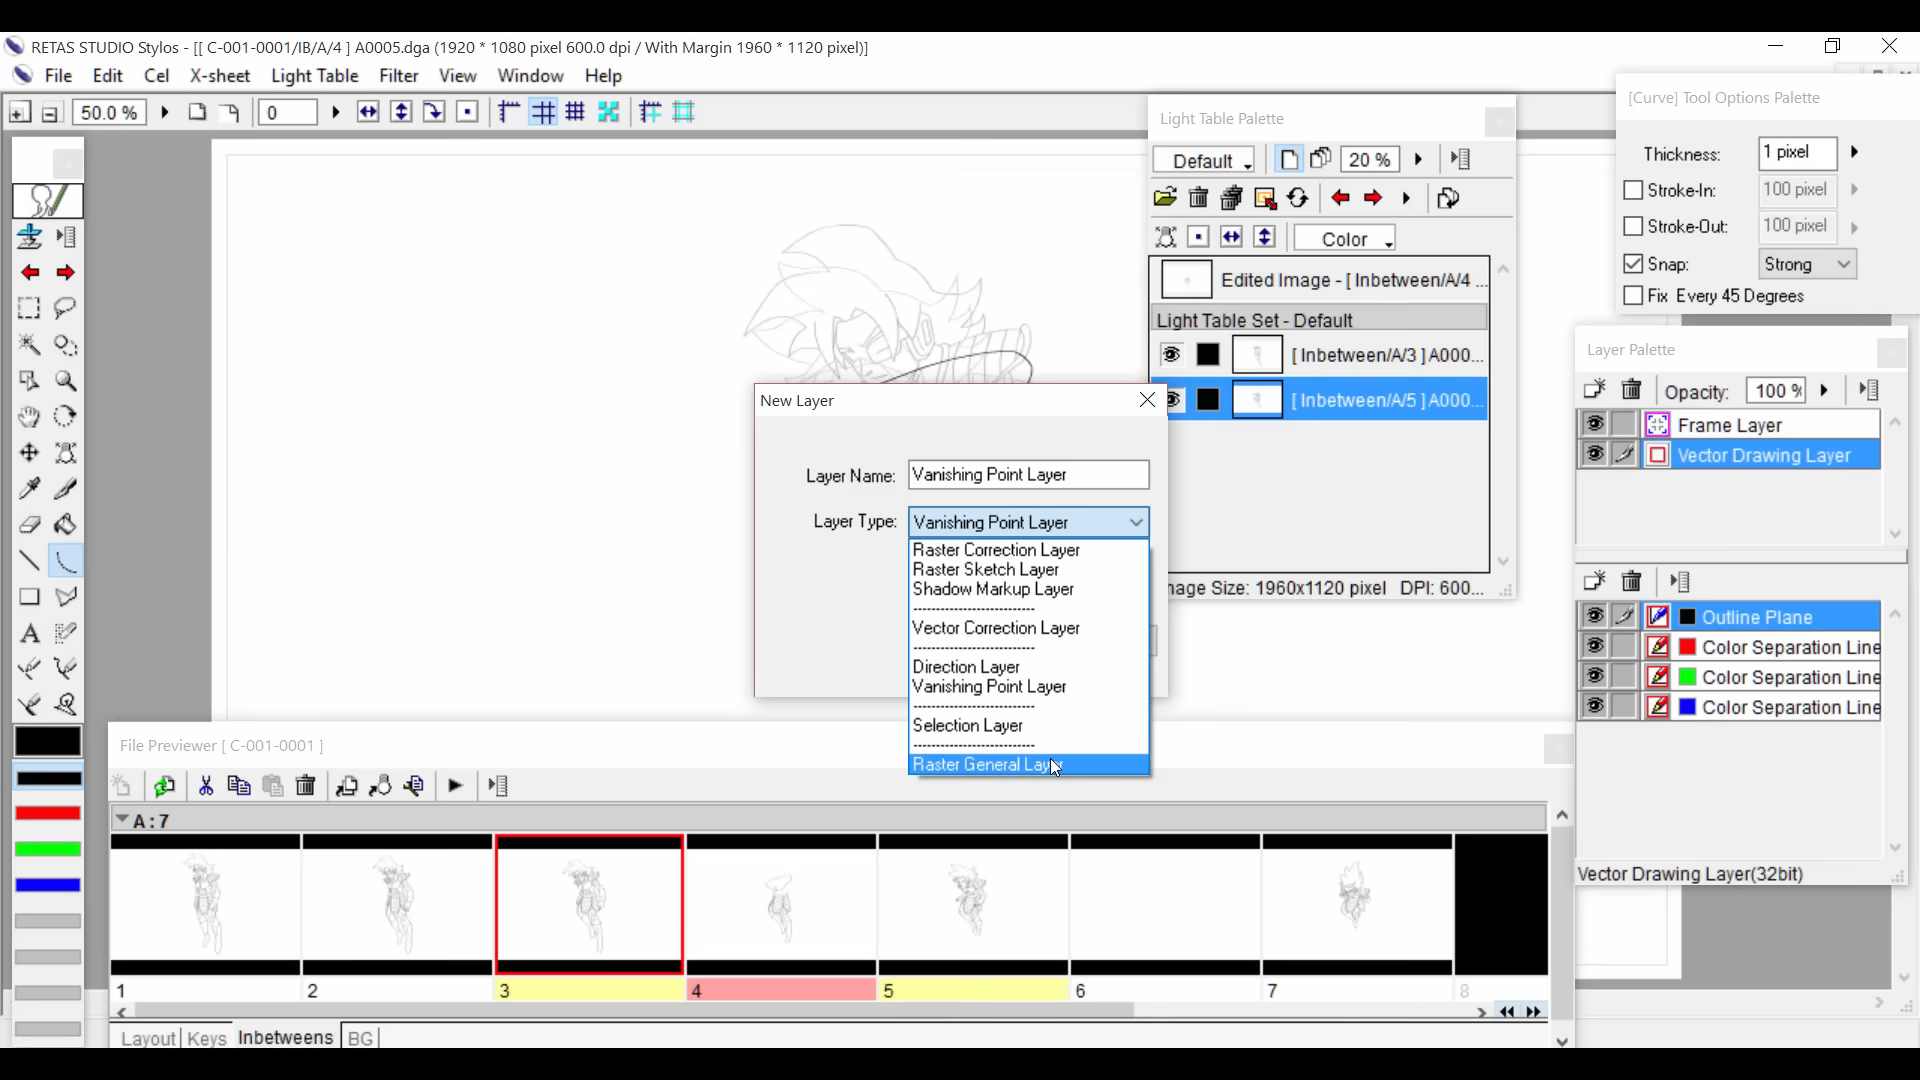 RETAS STUDIO Stylos - [[ C-001-0001/IB/A/4 ] A0005.dga (1920 * 1080 pixel 600.0 dpi / With Margin 1960 * 1120 pixel)]
File Edit Cel X-sheet Light Table Filter View Window Help
50.0 % 0
Light Table Palette
Default 20 %
Color
Edited Image - [ Inbetween/A/4 ...
Light Table Set - Default
[ Inbetween/A/3 ] A000...
[ Inbetween/A/5 ] A000...
nage Size: 1960x1120 pixel DPI: 600...
[Curve] Tool Options Palette
Thickness: 1 pixel
Stroke-In: 100 pixel
Stroke-Out: 100 pixel
Snap: Strong
Fix Every 45 Degrees
Layer Palette
Opacity: 100 %
Frame Layer
Vector Drawing Layer
Outline Plane
Color Separation Line
Color Separation Line
Color Separation Line
Vector Drawing Layer(32bit)
New Layer
Layer Name: Vanishing Point Layer
Layer Type: Vanishing Point Layer
Raster Correction Layer
Raster Sketch Layer
Shadow Markup Layer
---------------------------
Vector Correction Layer
---------------------------
Direction Layer
Vanishing Point Layer
---------------------------
Selection Layer
---------------------------
Raster General Layer
File Previewer [ C-001-0001 ]
A : 7
1 2 3 4 5 6 7 8
Layout Keys Inbetweens BG